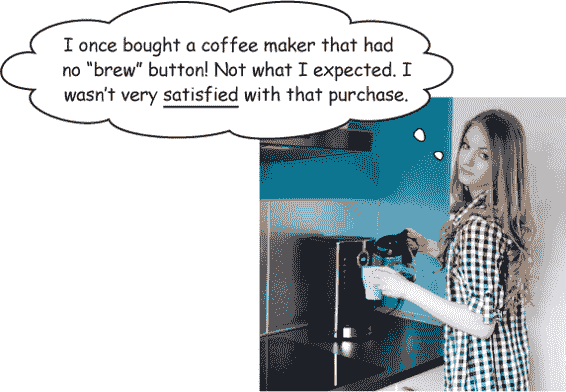 I once bought a coffee maker that had
no “brew” button! Not what I expected. I
wasn’t very satisfied with that purchase.